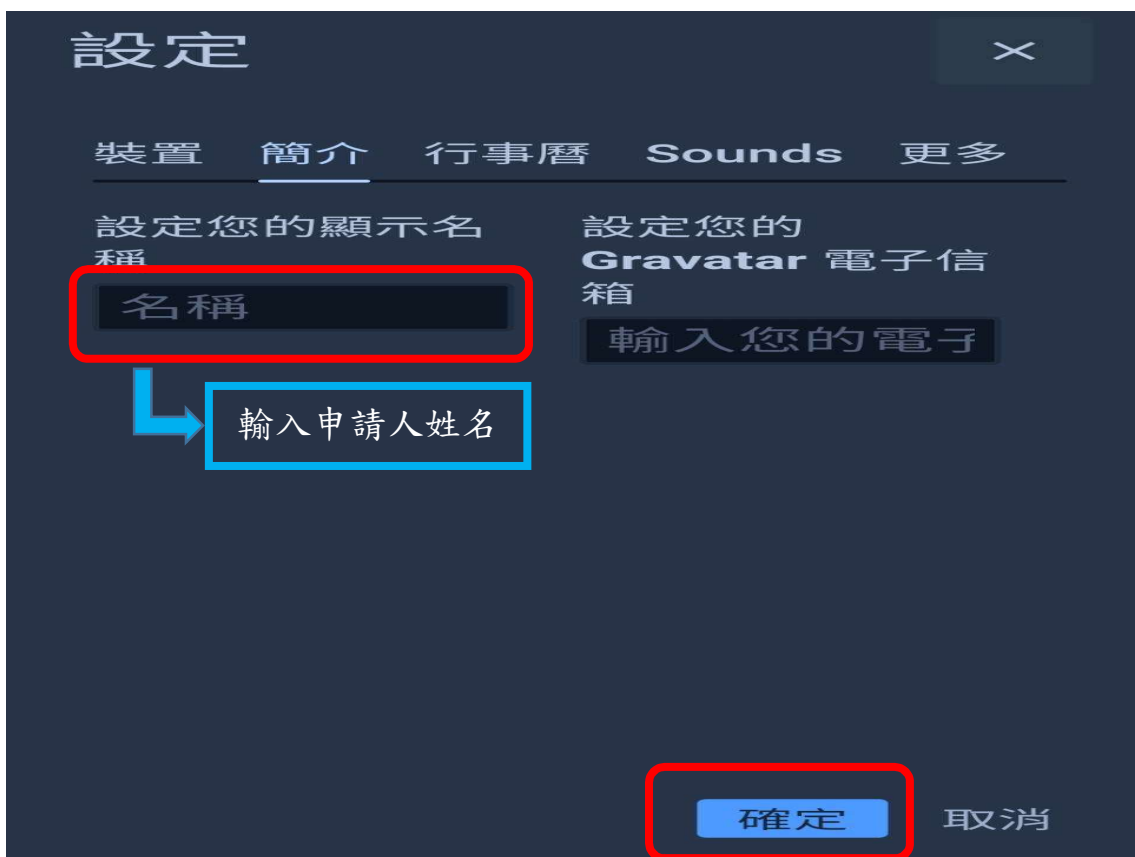 設定
×
裝置 簡介 行事曆 Sounds 更多
設定您的顯示名
稱
名稱
設定您的
Gravatar 電子信
箱
輸入您的電子
輸入申請人姓名
確定 取消